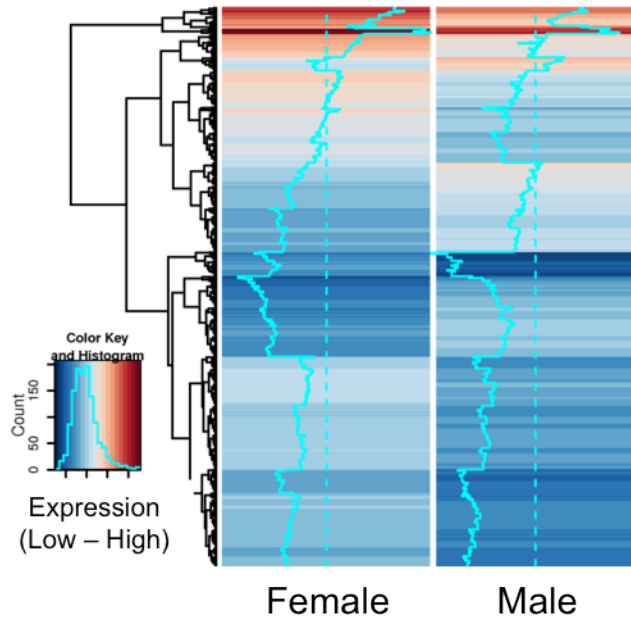 Color Key
and Histogram
Count
0
50
150
Expression
(Low – High)
Female
Male